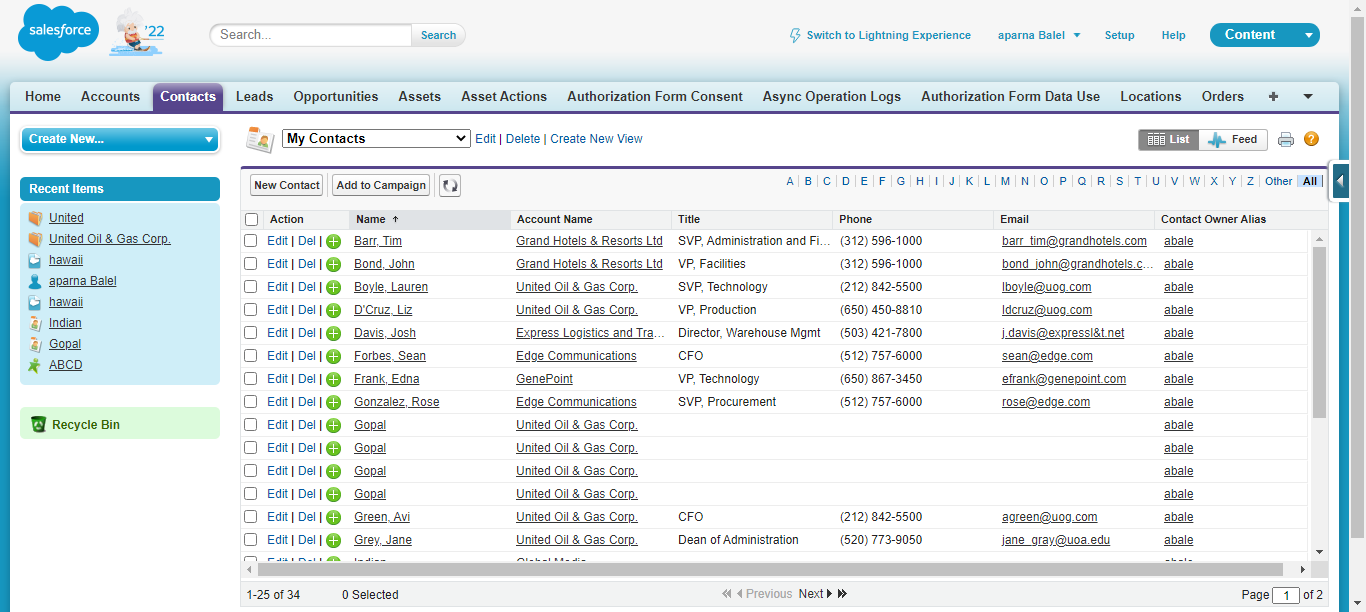 salesforce '22 Search... Search Switch to Lightning Experience aparna Balel Setup Help Content
Home Accounts Contacts Leads Opportunities Assets Asset Actions Authorization Form Consent Async Operation Logs Authorization Form Data Use Locations Orders +
Create New...
Recent Items
United
United Oil & Gas Corp.
hawaii
aparna Balel
hawaii
Indian
Gopal
ABCD
Recycle Bin
My Contacts Edit | Delete | Create New View List Feed ?
New Contact Add to Campaign A | B | C | D | E | F | G | H | I | J | K | L | M | N | O | P | Q | R | S | T | U | V | W | X | Y | Z | Other | All |
Action Name Account Name Title Phone Email Contact Owner Alias
Edit | Del | Barr, Tim Grand Hotels & Resorts Ltd SVP, Administration and Fi... (312) 596-1000 barr_tim@grandhotels.com abale
Edit | Del | Bond, John Grand Hotels & Resorts Ltd VP, Facilities (312) 596-1000 bond_john@grandhotels.c... abale
Edit | Del | Boyle, Lauren United Oil & Gas Corp. SVP, Technology (212) 842-5500 lboyle@uog.com abale
Edit | Del | D'Cruz, Liz United Oil & Gas Corp. VP, Production (650) 450-8810 ldcruz@uog.com abale
Edit | Del | Davis, Josh Express Logistics and Tra... Director, Warehouse Mgmt (503) 421-7800 j.davis@expressl&t.net abale
Edit | Del | Forbes, Sean Edge Communications CFO (512) 757-6000 sean@edge.com abale
Edit | Del | Frank, Edna GenePoint VP, Technology (650) 867-3450 efrank@genepoint.com abale
Edit | Del | Gonzalez, Rose Edge Communications SVP, Procurement (512) 757-6000 rose@edge.com abale
Edit | Del | Gopal United Oil & Gas Corp. abale
Edit | Del | Gopal United Oil & Gas Corp. abale
Edit | Del | Gopal United Oil & Gas Corp. abale
Edit | Del | Gopal United Oil & Gas Corp. abale
Edit | Del | Green, Avi United Oil & Gas Corp. CFO (212) 842-5500 agreen@uog.com abale
Edit | Del | Grey, Jane United Oil & Gas Corp. Dean of Administration (520) 773-9050 jane_gray@uoa.edu abale
1-25 of 34 0 Selected Previous Next Page 1 of 2